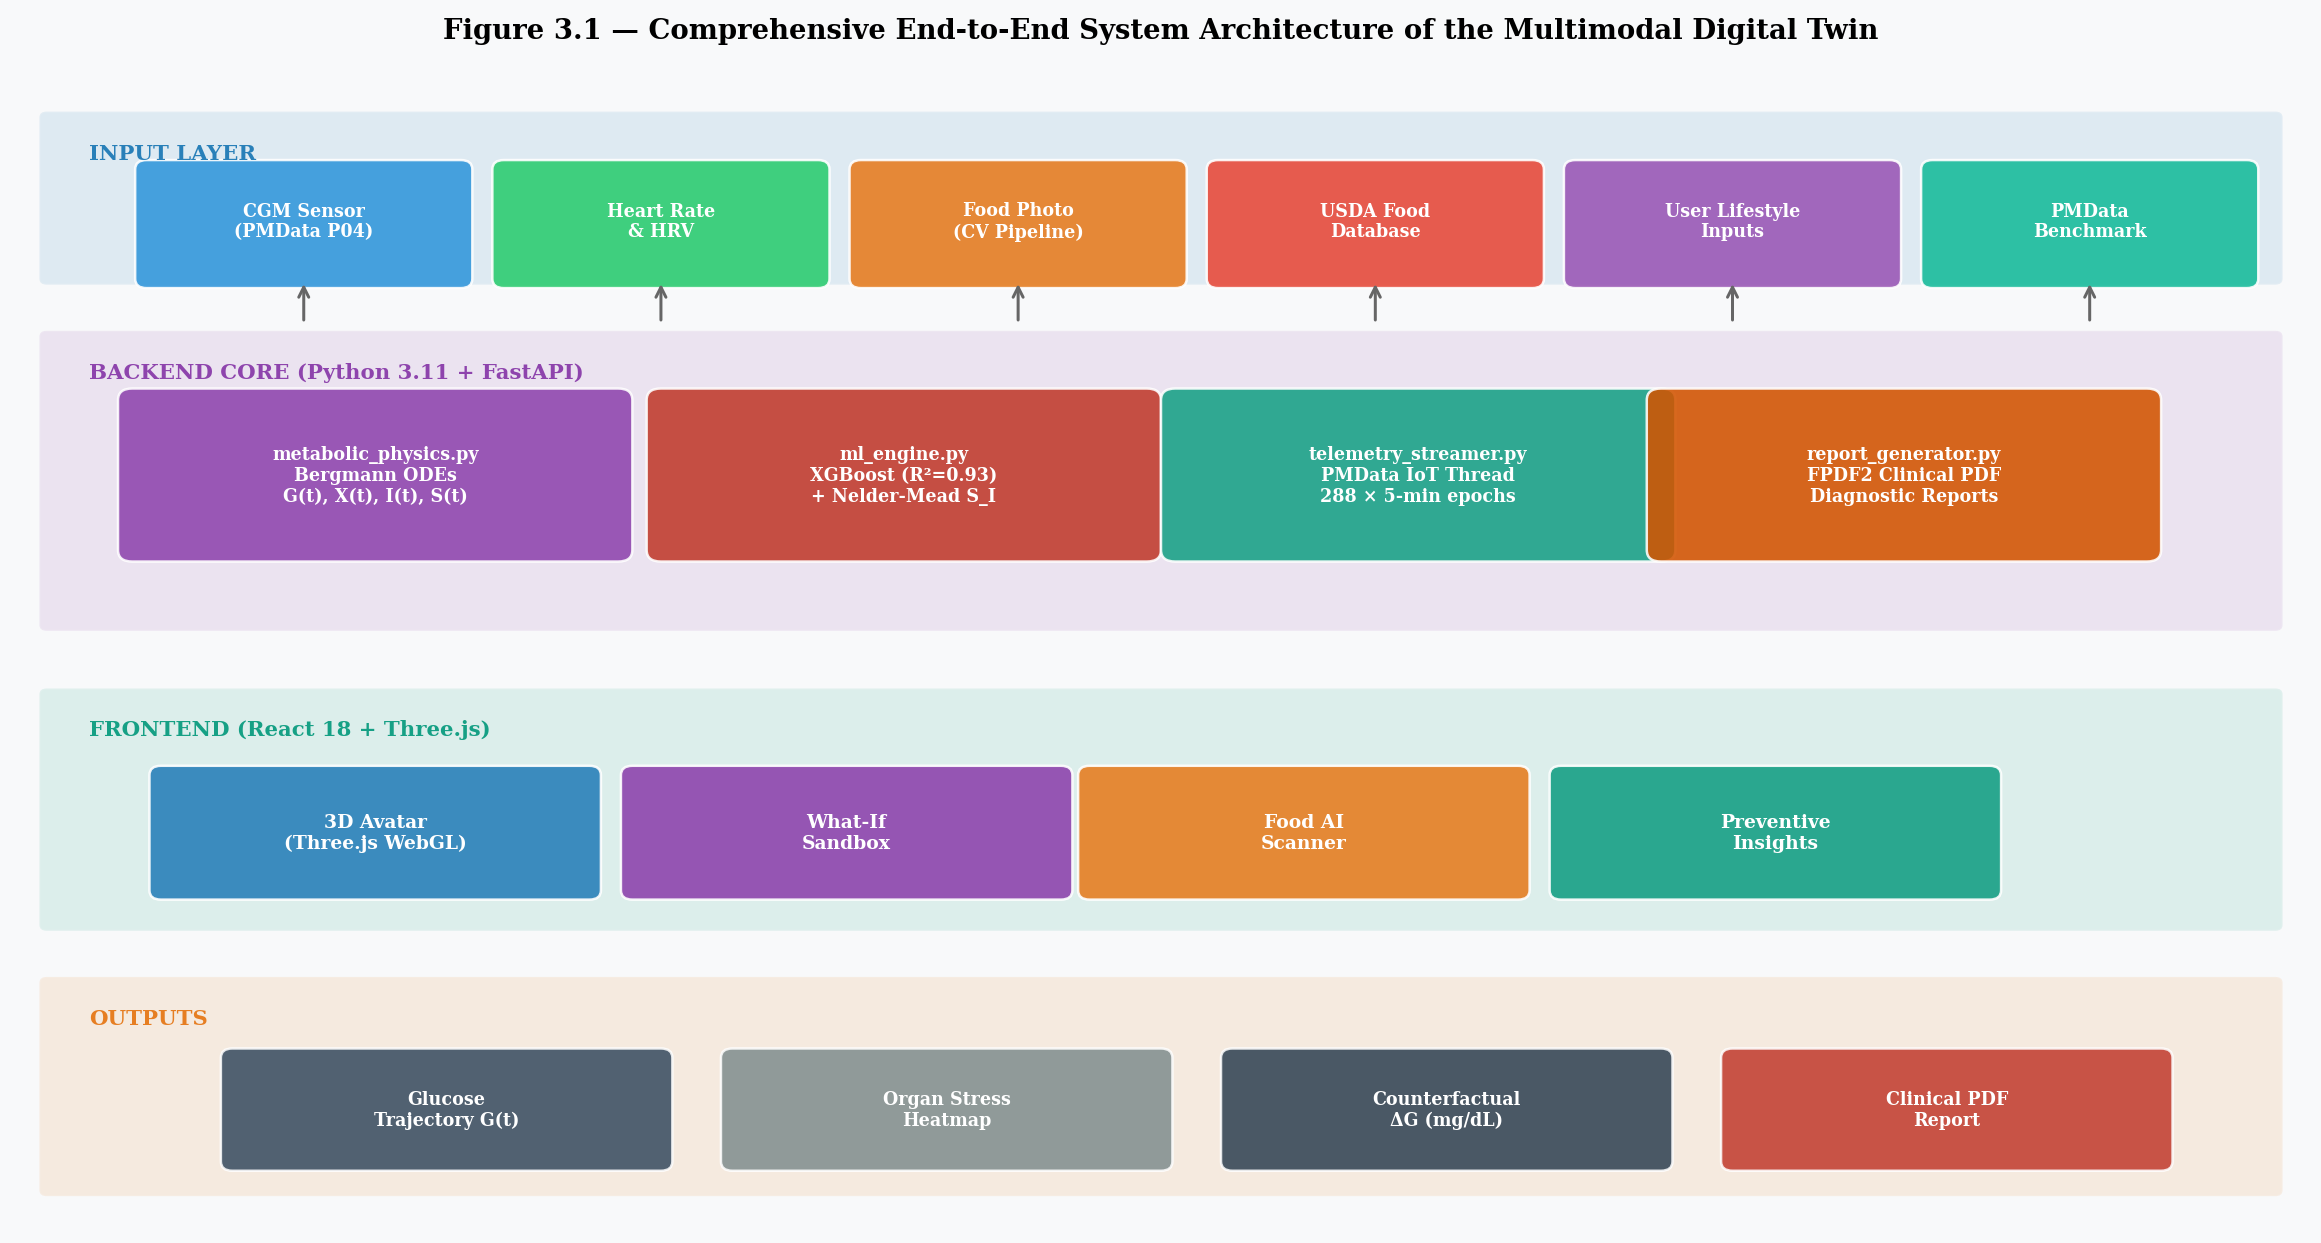 Figure 3.1 — Comprehensive End-to-End System Architecture of the Multimodal Digital Twin
INPUT LAYER
CGM Sensor
(PMData P04)
Heart Rate
& HRV
Food Photo
(CV Pipeline)
USDA Food
Database
User Lifestyle
Inputs
PMData
Benchmark
BACKEND CORE (Python 3.11 + FastAPI)
metabolic_physics.py
Bergmann ODEs
G(t), X(t), I(t), S(t)
ml_engine.py
XGBoost (R²=0.93)
+ Nelder-Mead S_I
telemetry_streamer.py
PMData IoT Thread
288 × 5-min epochs
report_generator.py
FPDF2 Clinical PDF
Diagnostic Reports
FRONTEND (React 18 + Three.js)
3D Avatar
(Three.js WebGL)
What-If
Sandbox
Food AI
Scanner
Preventive
Insights
OUTPUTS
Glucose
Trajectory G(t)
Organ Stress
Heatmap
Counterfactual
ΔG (mg/dL)
Clinical PDF
Report